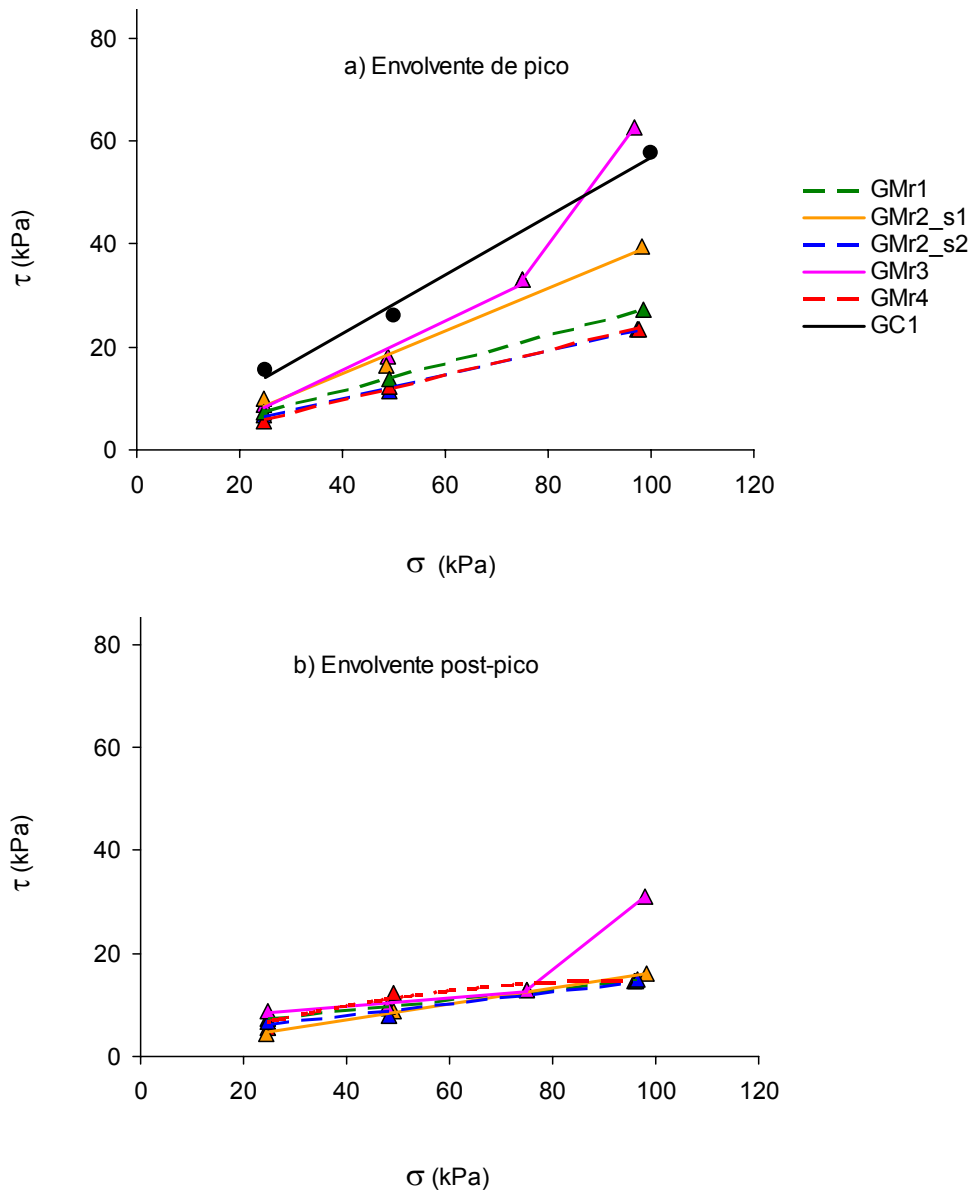 80
60
40
20
0
τ (kPa)
a) Envolvente de pico
0 20 40 60 80 100 120
σ (kPa)
GMr1
GMr2_s1
GMr2_s2
GMr3
GMr4
GC1
80
60
40
20
0
τ (kPa)
b) Envolvente post-pico
0 20 40 60 80 100 120
σ (kPa)